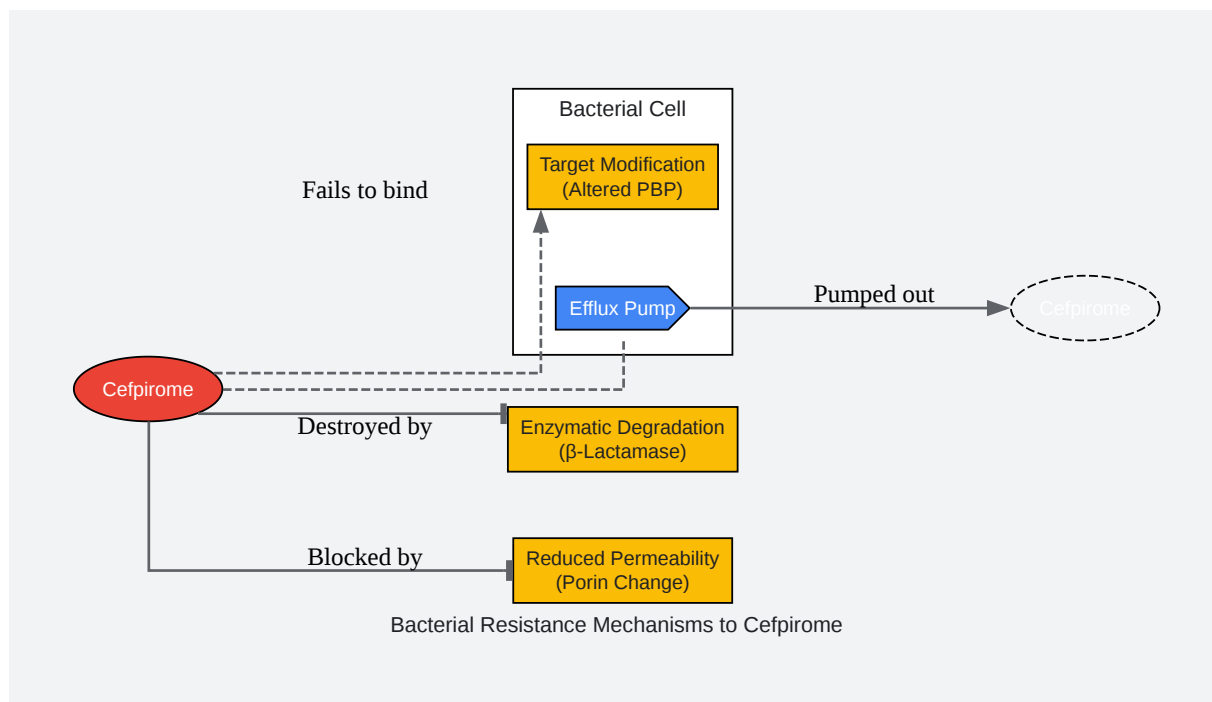 Bacterial Cell
Target Modification
(Altered PBP)
Fails to bind
Efflux Pump
Pumped out
Cefpirome
Cefpirome
Destroyed by
Enzymatic Degradation
(β-Lactamase)
Blocked by
Reduced Permeability
(Porin Change)
Bacterial Resistance Mechanisms to Cefpirome